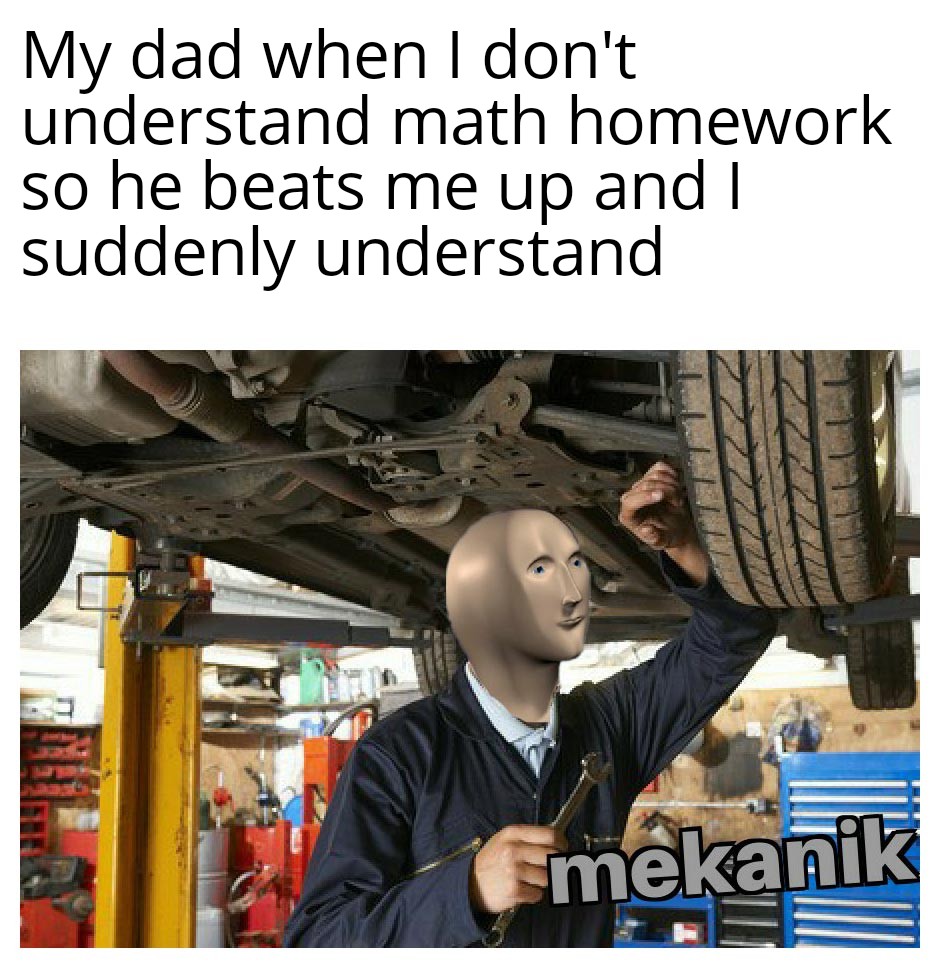 My dad when I don't
understand math homework
so he beats me up and I
suddenly understand
mekanik